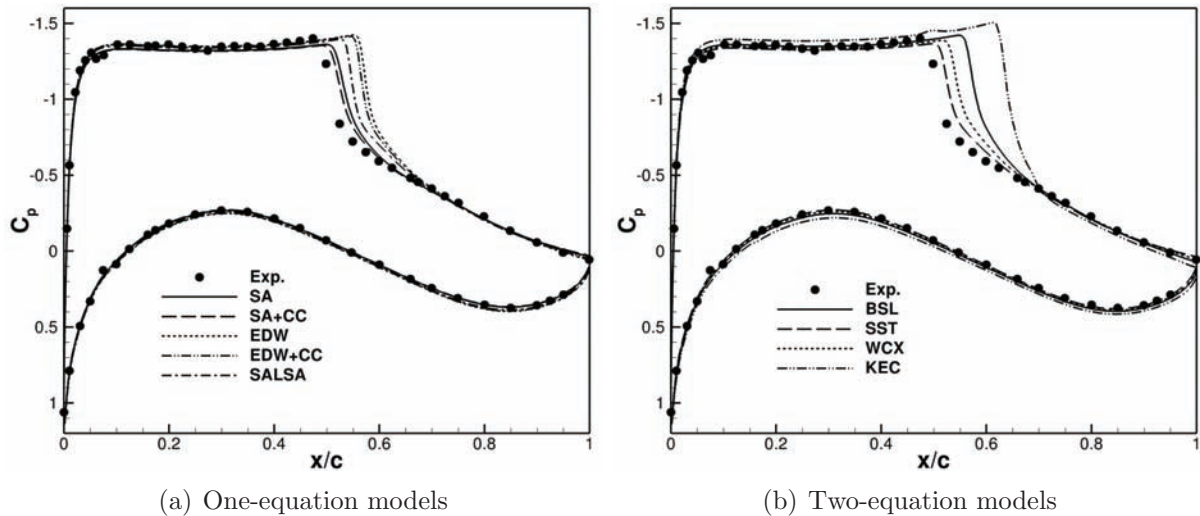 -1.5
-1
-0.5
0
0.5
1
Cp
0
0.2
0.4
0.6
0.8
1
x/c
Exp.
SA
SA+CC
EDW
EDW+CC
SALSA
(a) One-equation models
-1.5
-1
-0.5
0
0.5
1
Cp
0
0.2
0.4
0.6
0.8
1
x/c
Exp.
BSL
SST
WCX
KEC
(b) Two-equation models